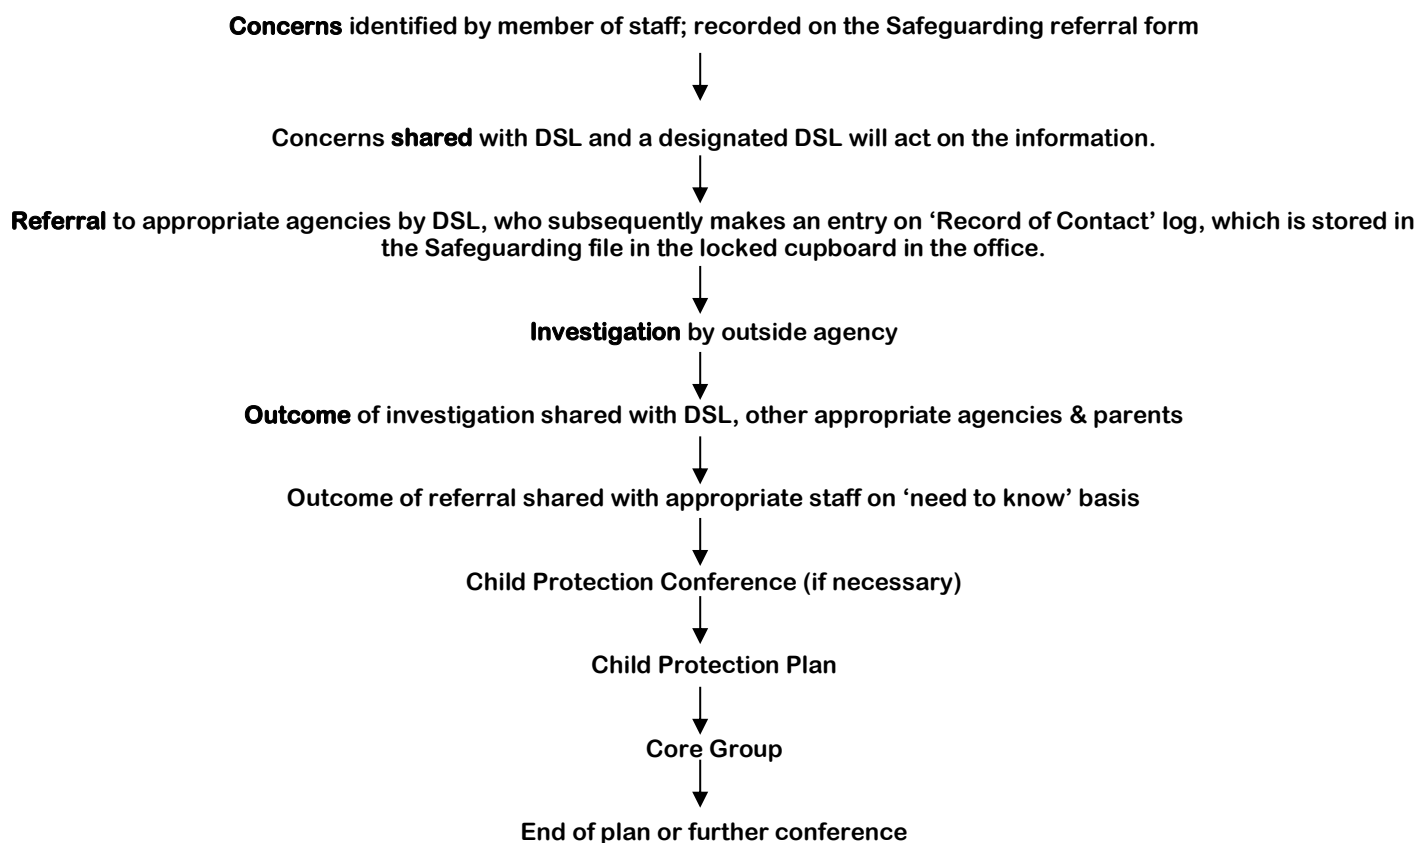 Concerns identified by member of staff; recorded on the Safeguarding referral form
Concerns shared with DSL and a designated DSL will act on the information.
Referral to appropriate agencies by DSL, who subsequently makes an entry on ‘Record of Contact’ log, which is stored in
the Safeguarding file in the locked cupboard in the office.
Investigation by outside agency
Outcome of investigation shared with DSL, other appropriate agencies & parents
Outcome of referral shared with appropriate staff on ‘need to know’ basis
Child Protection Conference (if necessary)
Child Protection Plan
Core Group
End of plan or further conference